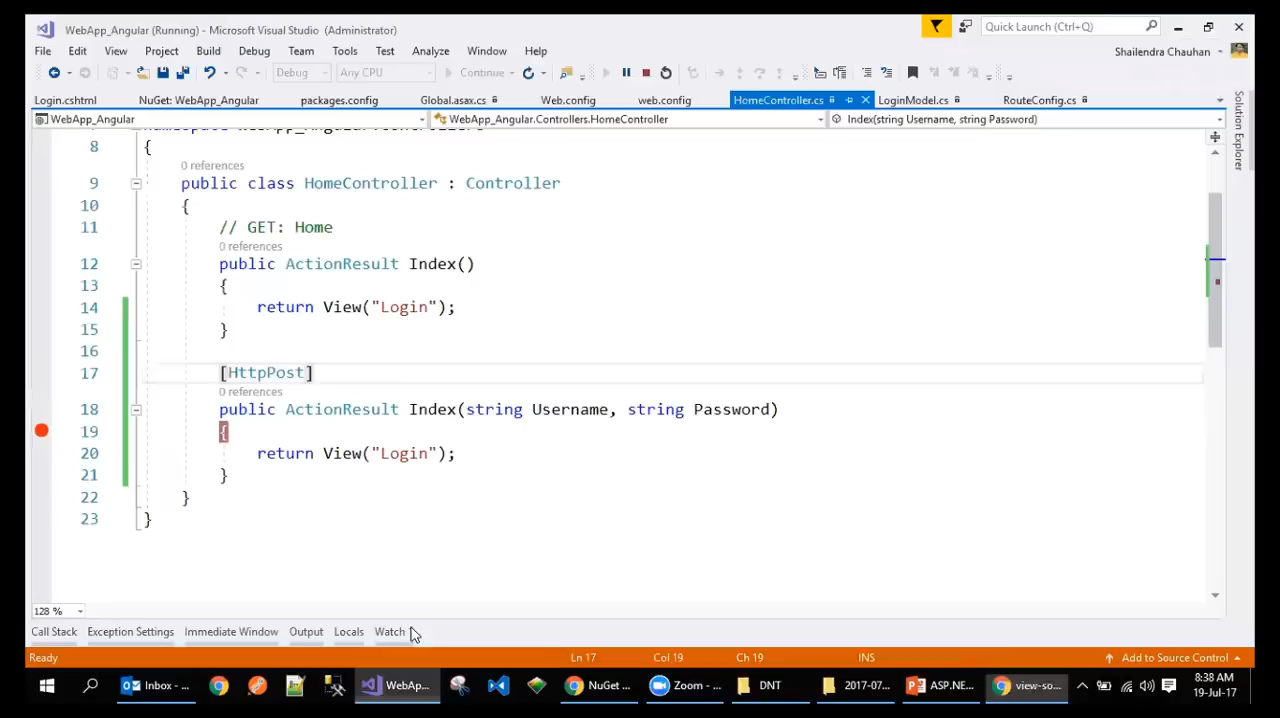 WebApp_Angular (Running) - Microsoft Visual Studio (Administrator)
Quick Launch (Ctrl+Q)
File Edit View Project Build Debug Team Tools Test Analyze Window Help
Shailendra Chauhan
Debug Any CPU Continue
Login.cshtml NuGet: WebApp_Angular packages.config Global.asax.cs Web.config web.config HomeController.cs LoginModel.cs RouteConfig.cs
WebApp_Angular WebApp_Angular.Controllers.HomeController Index(string Username, string Password)
Solution Explorer
8 {
0 references
9 public class HomeController : Controller
10 {
11 // GET: Home
0 references
12 public ActionResult Index()
13 {
14 return View("Login");
15 }
16
17 [HttpPost]
0 references
18 public ActionResult Index(string Username, string Password)
19 {
20 return View("Login");
21 }
22 }
23 }
128 %
Call Stack Exception Settings Immediate Window Output Locals Watch
Ready Ln 17 Col 19 Ch 19 INS Add to Source Control
Inbox - ... WebAp... NuGet ... Zoom - ... DNT 2017-07... ASP.NE... view-so...
8:38 AM
19-Jul-17